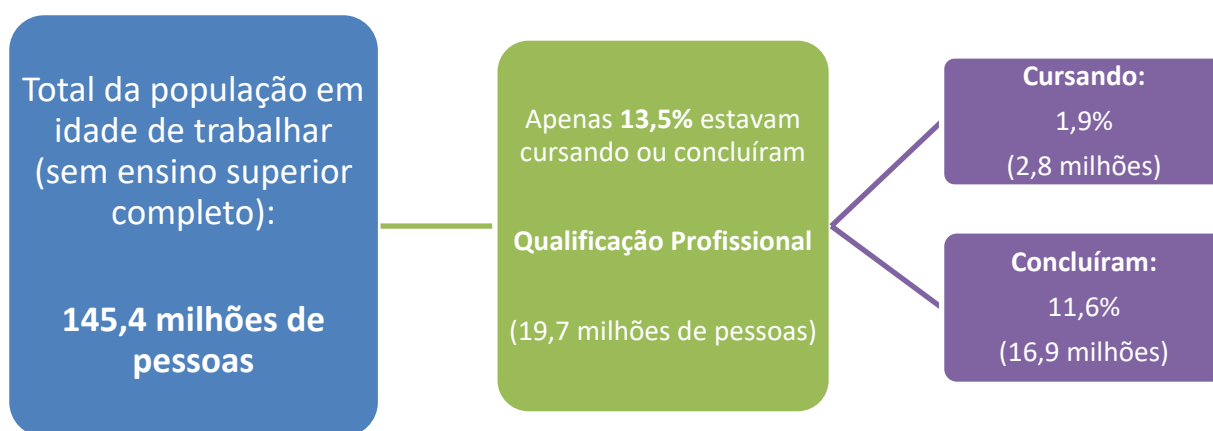 Total da população em
idade de trabalhar
(sem ensino superior
completo):
145,4 milhões de
pessoas
Apenas 13,5% estavam
cursando ou concluíram
Qualificação Profissional
(19,7 milhões de pessoas)
Cursando:
1,9%
(2,8 milhões)
Concluíram:
11,6%
(16,9 milhões)